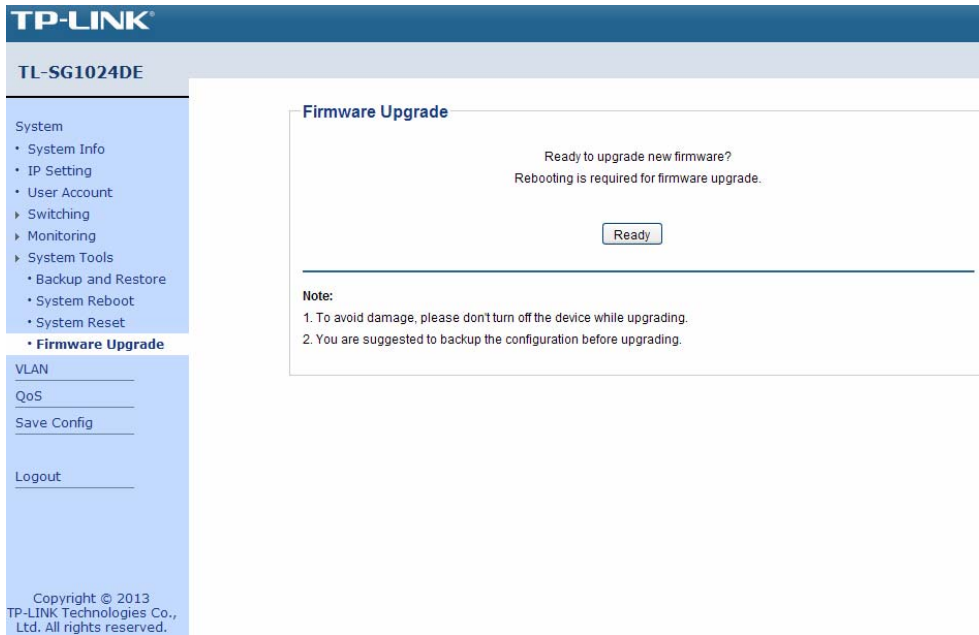 TP-LINK®
TL-SG1024DE
System
• System Info
• IP Setting
• User Account
Switching
Monitoring
System Tools
• Backup and Restore
• System Reboot
• System Reset
• Firmware Upgrade
VLAN
QoS
Save Config
Logout
Copyright © 2013
TP-LINK Technologies Co.,
Ltd. All rights reserved.
Firmware Upgrade
Ready to upgrade new firmware?
Rebooting is required for firmware upgrade.
Ready
Note:
1. To avoid damage, please don't turn off the device while upgrading.
2. You are suggested to backup the configuration before upgrading.